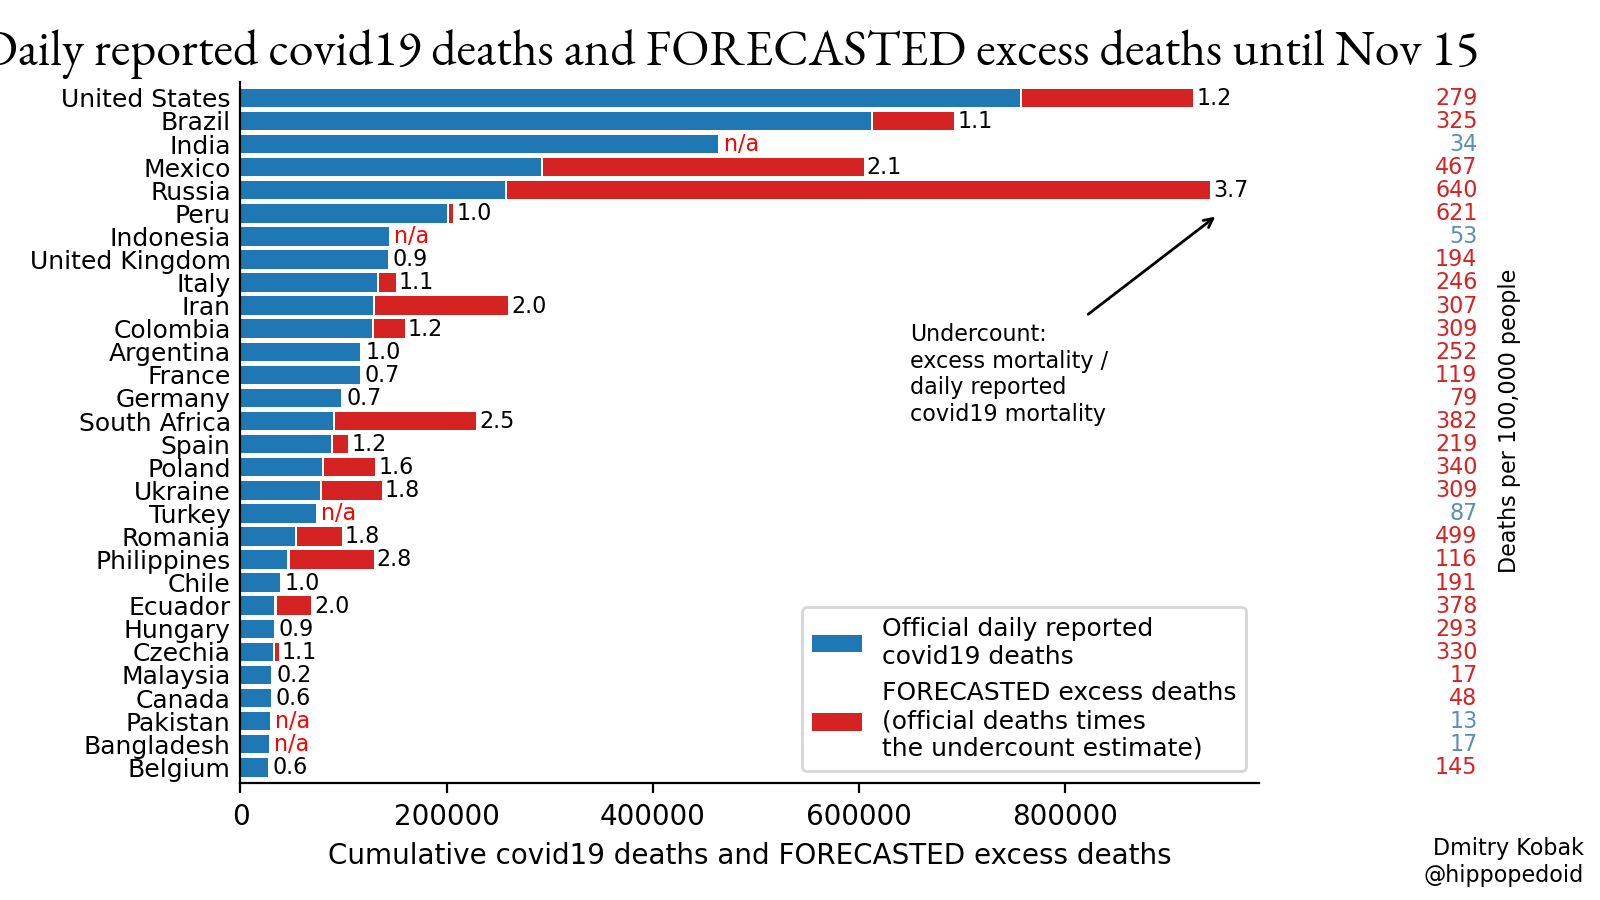 Daily reported covid19 deaths and FORECASTED excess deaths until Nov 15
United States 1.2 279
Brazil 1.1 325
India n/a 34
Mexico 2.1 467
Russia 3.7 640
Peru 1.0 621
Indonesia n/a 53
United Kingdom 0.9 194
Italy 1.1 246
Iran 2.0 307
Colombia 1.2 309
Argentina 1.0 252
France 0.7 119
Germany 0.7 79
South Africa 2.5 382
Spain 1.2 219
Poland 1.6 340
Ukraine 1.8 309
Turkey n/a 87
Romania 1.8 499
Philippines 2.8 116
Chile 1.0 191
Ecuador 2.0 378
Hungary 0.9 293
Czechia 1.1 330
Malaysia 0.2 17
Canada 0.6 48
Pakistan n/a 13
Bangladesh n/a 17
Belgium 0.6 145
Undercount:
excess mortality /
daily reported
covid19 mortality
Deaths per 100,000 people
Official daily reported
covid19 deaths
FORECASTED excess deaths
(official deaths times
the undercount estimate)
0 200000 400000 600000 800000
Cumulative covid19 deaths and FORECASTED excess deaths
Dmitry Kobak
@hippopedoid